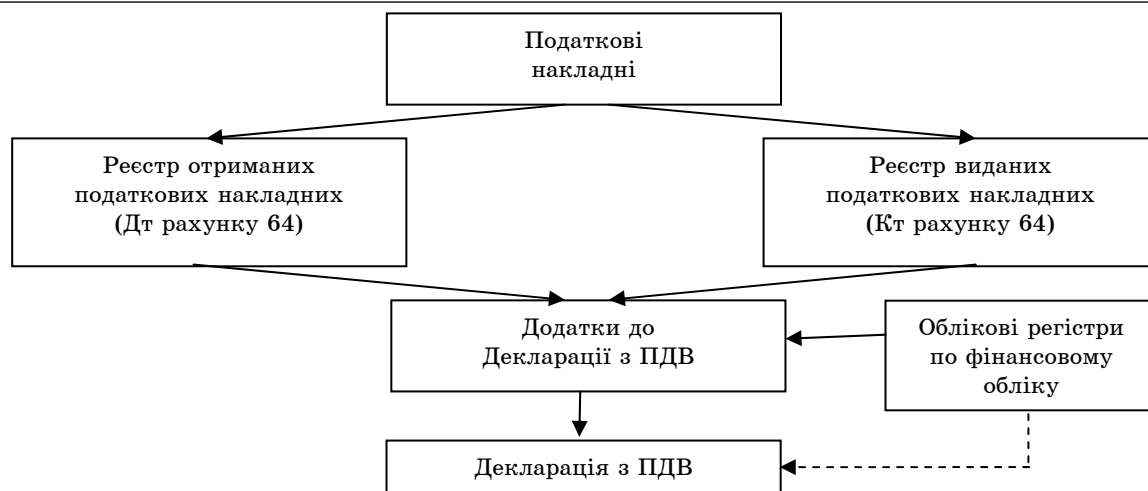 Податкові
накладні
Реєстр отриманих
податкових накладних
(Дт рахунку 64)
Реєстр виданих
податкових накладних
(Кт рахунку 64)
Додатки до
Декларації з ПДВ
Облікові регістри
по фінансовому
обліку
Декларація з ПДВ